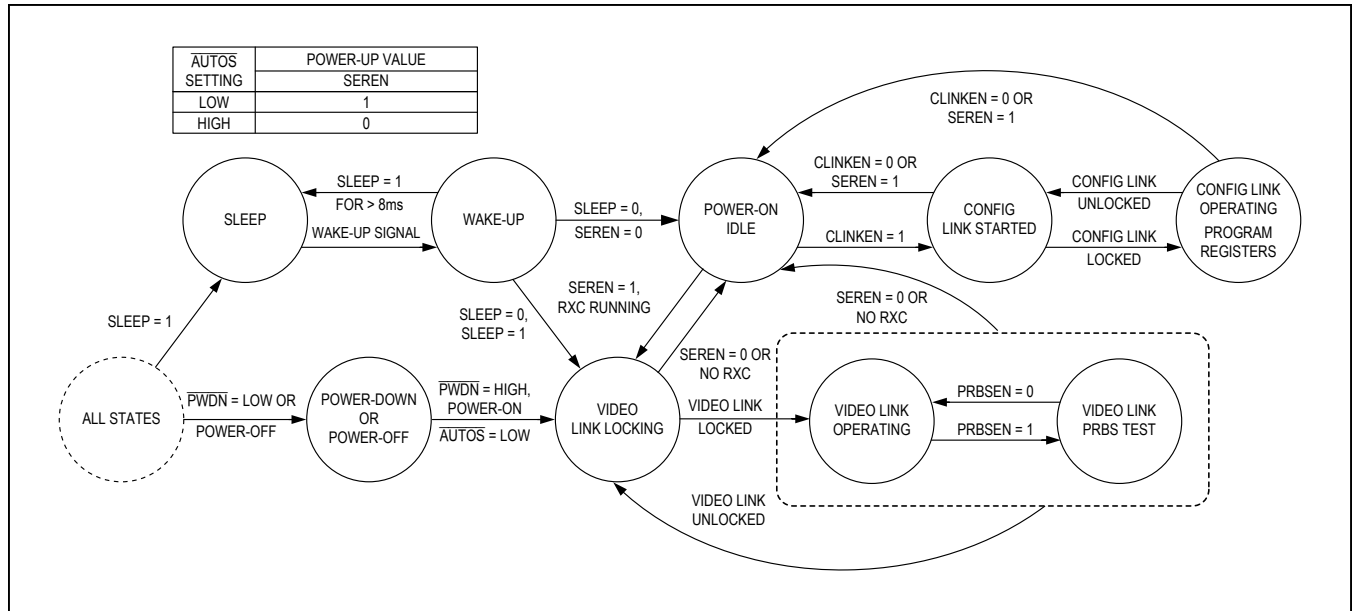 AUTOS
SETTING
POWER-UP VALUE
SEREN
LOW
1
HIGH
0
CLINKEN = 0 OR
SEREN = 1
SLEEP
SLEEP = 1
FOR > 8ms
WAKE-UP SIGNAL
WAKE-UP
SLEEP = 0,
SEREN = 0
POWER-ON
IDLE
CLINKEN = 0 OR
SEREN = 1
CLINKEN = 1
CONFIG
LINK STARTED
CONFIG LINK
UNLOCKED
CONFIG LINK
LOCKED
CONFIG LINK
OPERATING
PROGRAM
REGISTERS
SLEEP = 1
SLEEP = 0,
SLEEP = 1
SEREN = 1,
RXC RUNNING
SEREN = 0 OR
NO RXC
SEREN = 0 OR
NO RXC
ALL STATES
PWDN = LOW OR
POWER-OFF
POWER-DOWN
OR
POWER-OFF
PWDN = HIGH,
POWER-ON
AUTOS = LOW
VIDEO
LINK LOCKING
VIDEO LINK
LOCKED
VIDEO LINK
OPERATING
PRBSEN = 0
PRBSEN = 1
VIDEO LINK
PRBS TEST
VIDEO LINK
UNLOCKED